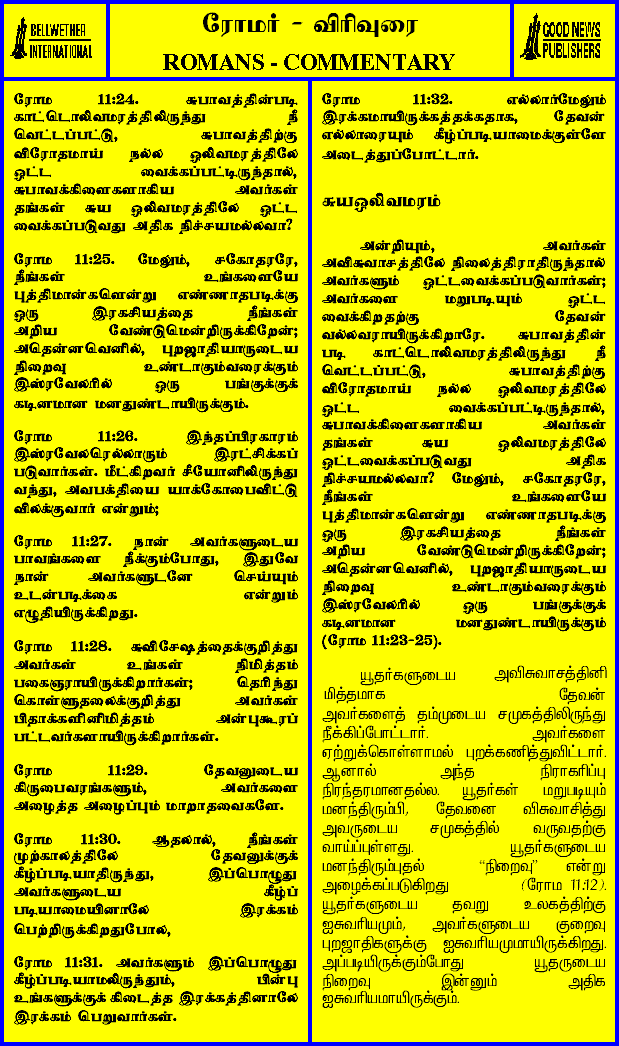 BELLWETHER
INTERNATIONAL
ரோமர் - விரிவுரை
ROMANS - COMMENTARY
GOOD NEWS
PUBLISHERS
ரோம 11:24. சுபாவத்தின்படி
காட்டொலிவமரத்திலிருந்து நீ
வெட்டப்பட்டு, சுபாவத்திற்கு
விரோதமாய் நல்ல ஒலிவமரத்திலே
ஒட்ட வைக்கப்பட்டிருந்தால்,
சுபாவக்கிளைகளாகிய அவர்கள்
தங்கள் சுய ஒலிவமரத்திலே ஒட்ட
வைக்கப்படுவது அதிக நிச்சயமல்லவா?
ரோம 11:25. மேலும், சகோதரரே,
நீங்கள் உங்களையே
புத்திமான்களென்று எண்ணாதபடிக்கு
ஒரு இரகசியத்தை நீங்கள்
அறிய வேண்டுமென்றிருக்கிறேன்;
அதென்னவெனில், புறஜாதியாருடைய
நிறைவு உண்டாகும்வரைக்கும்
இஸ்ரவேலரில் ஒரு பங்குக்குக்
கடினமான மனதுண்டாயிருக்கும்.
ரோம 11:26. இந்தப்பிரகாரம்
இஸ்ரவேலரெல்லாரும் இரட்சிக்கப்
படுவார்கள். மீட்கிறவர் சீயோனிலிருந்து
வந்து, அவபக்தியை யாக்கோபைவிட்டு
விலக்குவார் என்றும்;
ரோம 11:27. நான் அவர்களுடைய
பாவங்களை நீக்கும்போது, இதுவே
நான் அவர்களுடனே செய்யும்
உடன்படிக்கை என்றும்
எழுதியிருக்கிறது.
ரோம 11:28. சுவிசேஷத்தைக்குறித்து
அவர்கள் உங்கள் நிமித்தம்
பகைஞராயிருக்கிறார்கள்; தெரிந்து
கொள்ளுதலைக்குறித்து அவர்கள்
பிதாக்களினிமித்தம் அன்புகூரப்
பட்டவர்களாயிருக்கிறார்கள்.
ரோம 11:29. தேவனுடைய
கிருபைவரங்களும், அவர்களை
அழைத்த அழைப்பும் மாறாதவைகளே.
ரோம 11:30. ஆதலால், நீங்கள்
முற்காலத்திலே தேவனுக்குக்
கீழ்ப்படியாதிருந்து, இப்பொழுது
அவர்களுடைய கீழ்ப்
படியாமையினாலே இரக்கம்
பெற்றிருக்கிறதுபோல,
ரோம 11:31. அவர்களும் இப்பொழுது
கீழ்ப்படியாமலிருந்தும், பின்பு
உங்களுக்குக் கிடைத்த இரக்கத்தினாலே
இரக்கம் பெறுவார்கள்.
ரோம 11:32. எல்லார்மேலும்
இரக்கமாயிருக்கத்தக்கதாக, தேவன்
எல்லாரையும் கீழ்ப்படியாமைக்குள்ளே
அடைத்துப்போட்டார்.
சுயஒலிவமரம்
அன்றியும், அவர்கள்
அவிசுவாசத்திலே நிலைத்திராதிருந்தால்
அவர்களும் ஒட்டவைக்கப்படுவார்கள்;
அவர்களை மறுபடியும் ஒட்ட
வைக்கிறதற்கு தேவன்
வல்லவராயிருக்கிறாரே. சுபாவத்தின்
படி காட்டொலிவமரத்திலிருந்து நீ
வெட்டப்பட்டு, சுபாவத்திற்கு
விரோதமாய் நல்ல ஒலிவமரத்திலே
ஒட்ட வைக்கப்பட்டிருந்தால்,
சுபாவக்கிளைகளாகிய அவர்கள்
தங்கள் சுய ஒலிவமரத்திலே
ஒட்டவைக்கப்படுவது அதிக
நிச்சயமல்லவா? மேலும், சகோதரரே,
நீங்கள் உங்களையே
புத்திமான்களென்று எண்ணாதபடிக்கு
ஒரு இரகசியத்தை நீங்கள்
அறிய வேண்டுமென்றிருக்கிறேன்;
அதென்னவெனில், புறஜாதியாருடைய
நிறைவு உண்டாகும்வரைக்கும்
இஸ்ரவேலரில் ஒரு பங்குக்குக்
கடினமான மனதுண்டாயிருக்கும்
(ரோம 11:23-25).
யூதர்களுடைய அவிசுவாசத்தினி
மித்தமாக தேவன்
அவர்களைத் தம்முடைய சமுகத்திலிருந்து
நீக்கிப்போட்டார். அவர்களை
ஏற்றுக்கொள்ளாமல் புறக்கணித்துவிட்டார்.
ஆனால் அந்த நிராகரிப்பு
நிரந்தரமானதல்ல. யூதர்கள் மறுபடியும்
மனந்திரும்பி, தேவனை விசுவாசித்து
அவருடைய சமுகத்தில் வருவதற்கு
வாய்ப்புள்ளது. யூதர்களுடைய
மனந்திரும்புதல் “நிறைவு” என்று
அழைக்கப்படுகிறது (ரோம 11:12).
யூதர்களுடைய தவறு உலகத்திற்கு
ஐசுவரியமும், அவர்களுடைய குறைவு
புறஜாதிகளுக்கு ஐசுவரியமுமாயிருக்கிறது.
அப்படியிருக்கும்போது யூதருடைய
நிறைவு இன்னும் அதிக
ஐசுவரியமாயிருக்கும்.